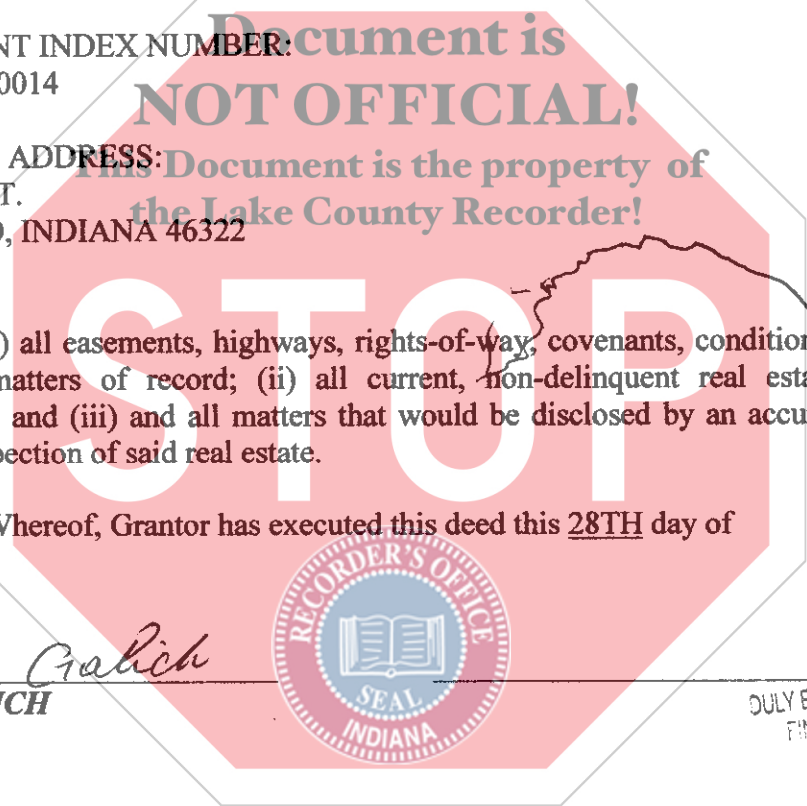 NT INDEX NUMBER:
0014
Document is
NOT OFFICIAL!
ADDRESS:
This Document is the property of
T.
the Lake County Recorder!
, INDIANA 46322
STOP
) all easements, highways, rights-of-way, covenants, condition
matters of record; (ii) all current, non-delinquent real esta
and (iii) and all matters that would be disclosed by an accu
pection of said real estate.
Whereof, Grantor has executed this deed this 28TH day of
RECORDER'S OFFICE
SEAL
INDIANA
Galich
ICH
DULY E
FIN